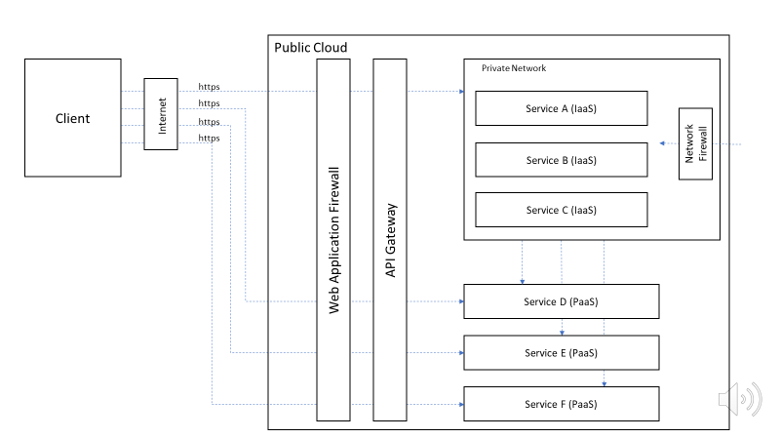 Public Cloud
Client
Internet
https
https
https
https
Web Application Firewall
API Gateway
Private Network
Service A (IaaS)
Service B (IaaS)
Service C (IaaS)
Network
Firewall
Service D (PaaS)
Service E (PaaS)
Service F (PaaS)